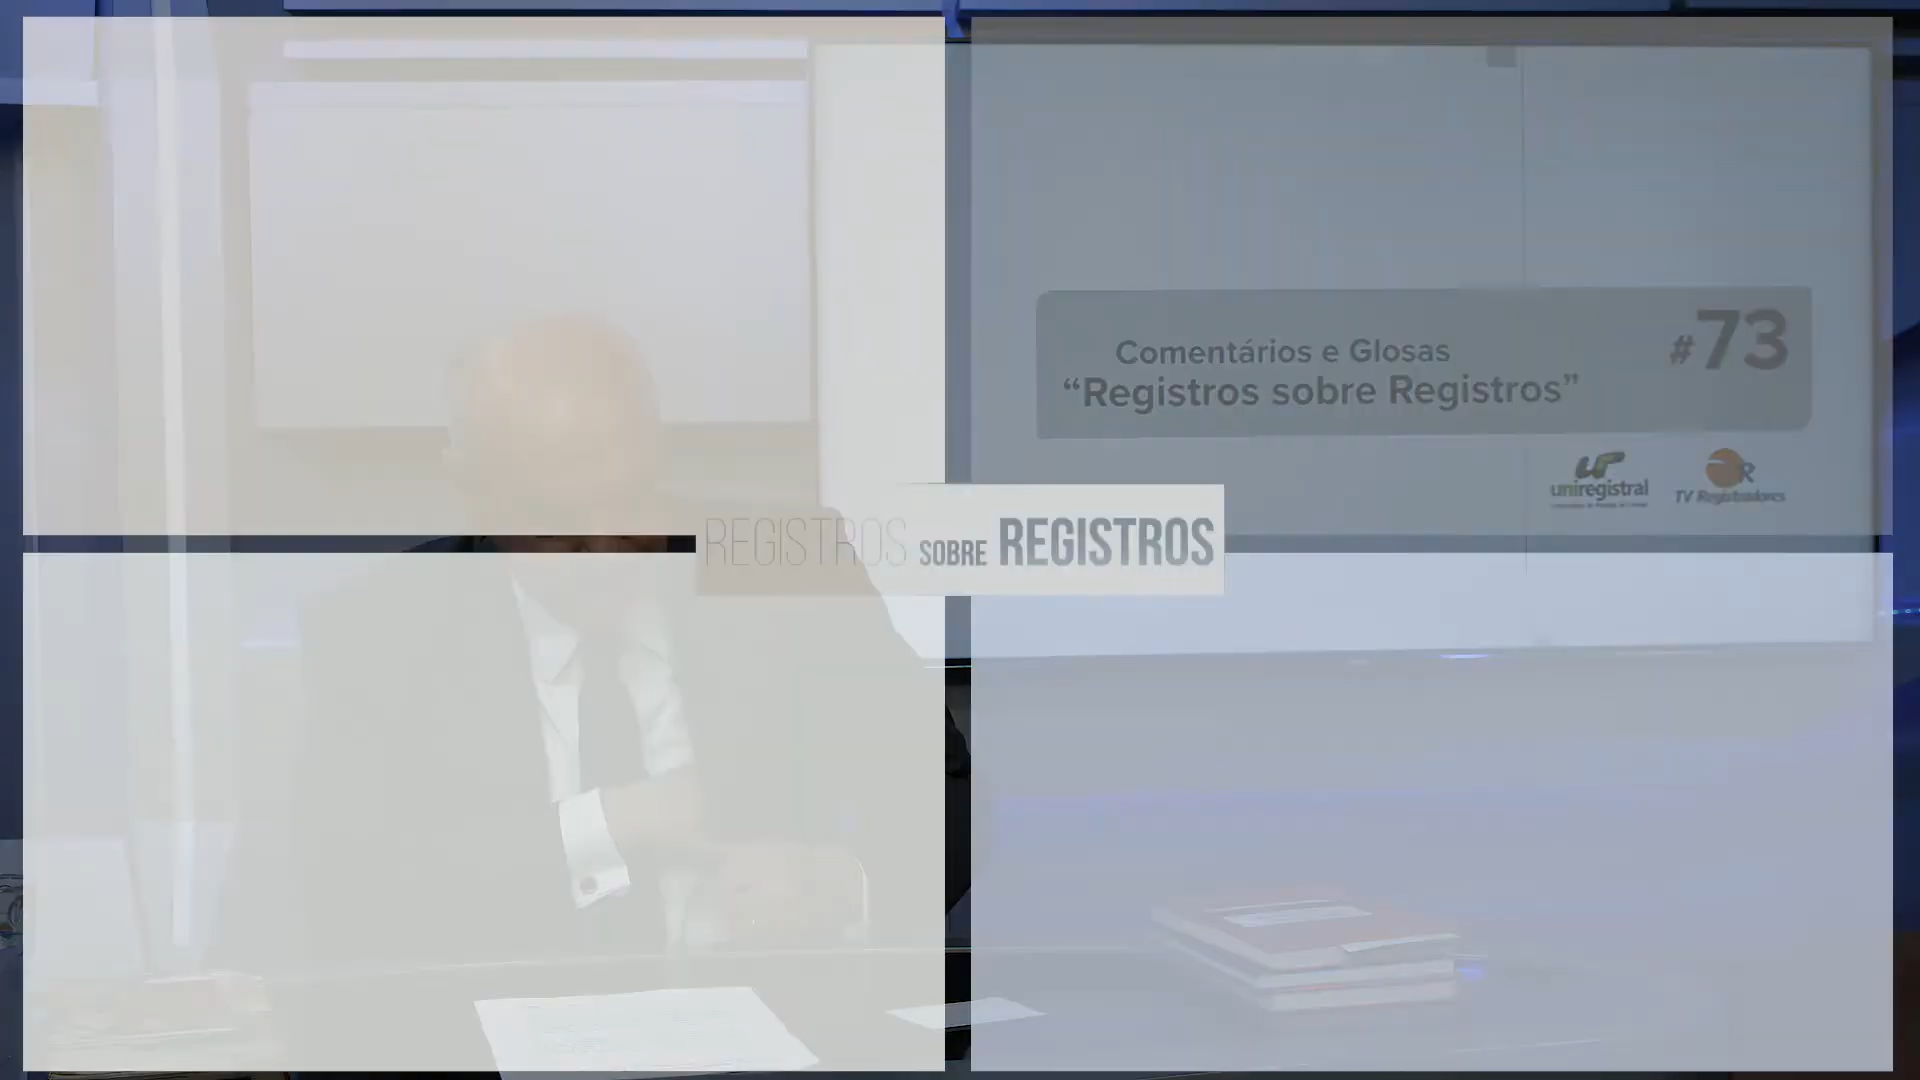 Comentários e Glosas
#73
“Registros sobre Registros”
uniregistral
TV Registradores
REGISTROS SOBRE REGISTROS